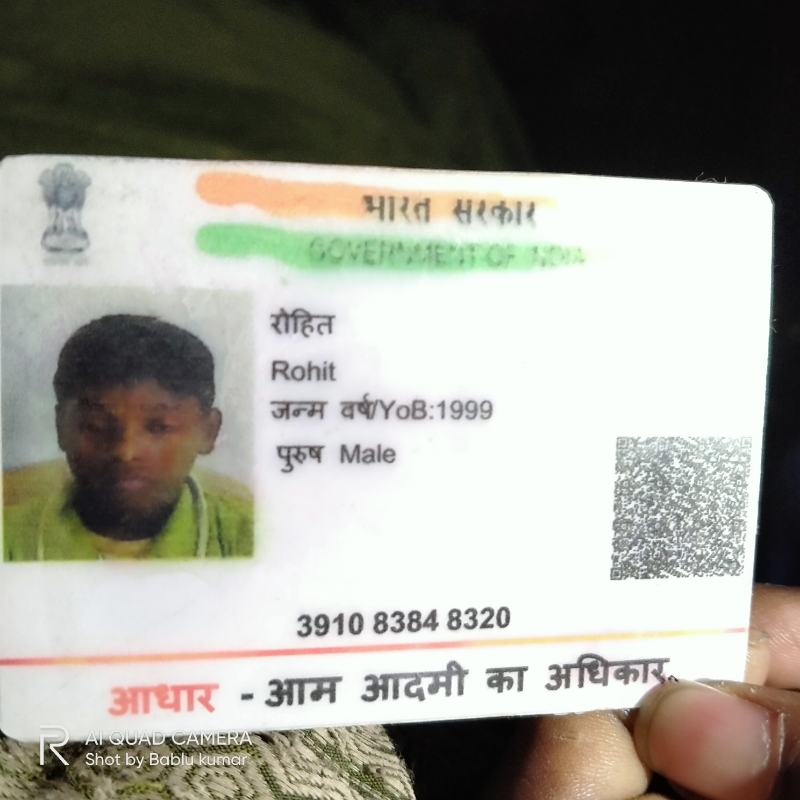 भारत सरकार
GOVERNMENT OF INDIA
रोहित
Rohit
जन्म वर्ष/YoB:1999
पुरुष Male
3910 8384 8320
आधार - आम आदमी का अधिकार
R AI QUAD CAMERA
Shot by Bablu kumar